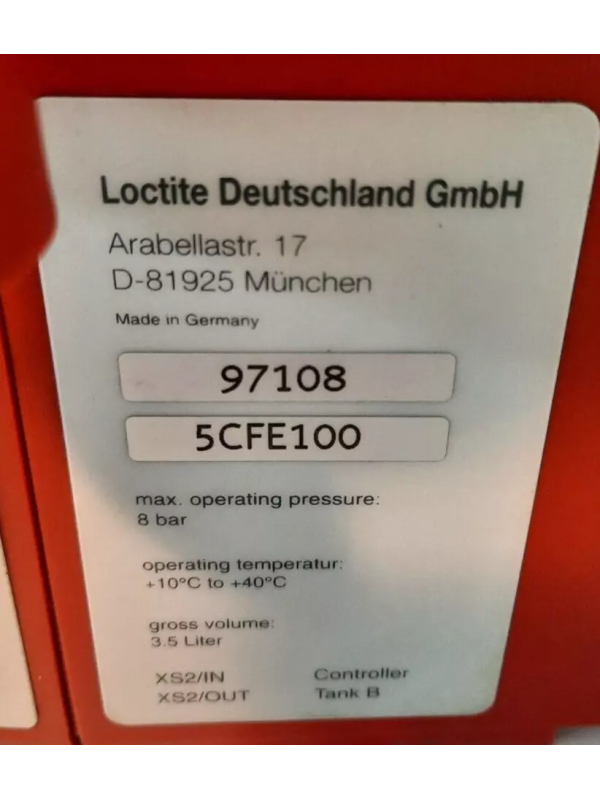 Loctite Deutschland GmbH
Arabellastr. 17
D-81925 München
Made in Germany
97108
5CFE100
max. operating pressure:
8 bar
operating temperatur:
+10°C to +40°C
gross volume:
3.5 Liter
XS2/IN Controller
XS2/OUT Tank B